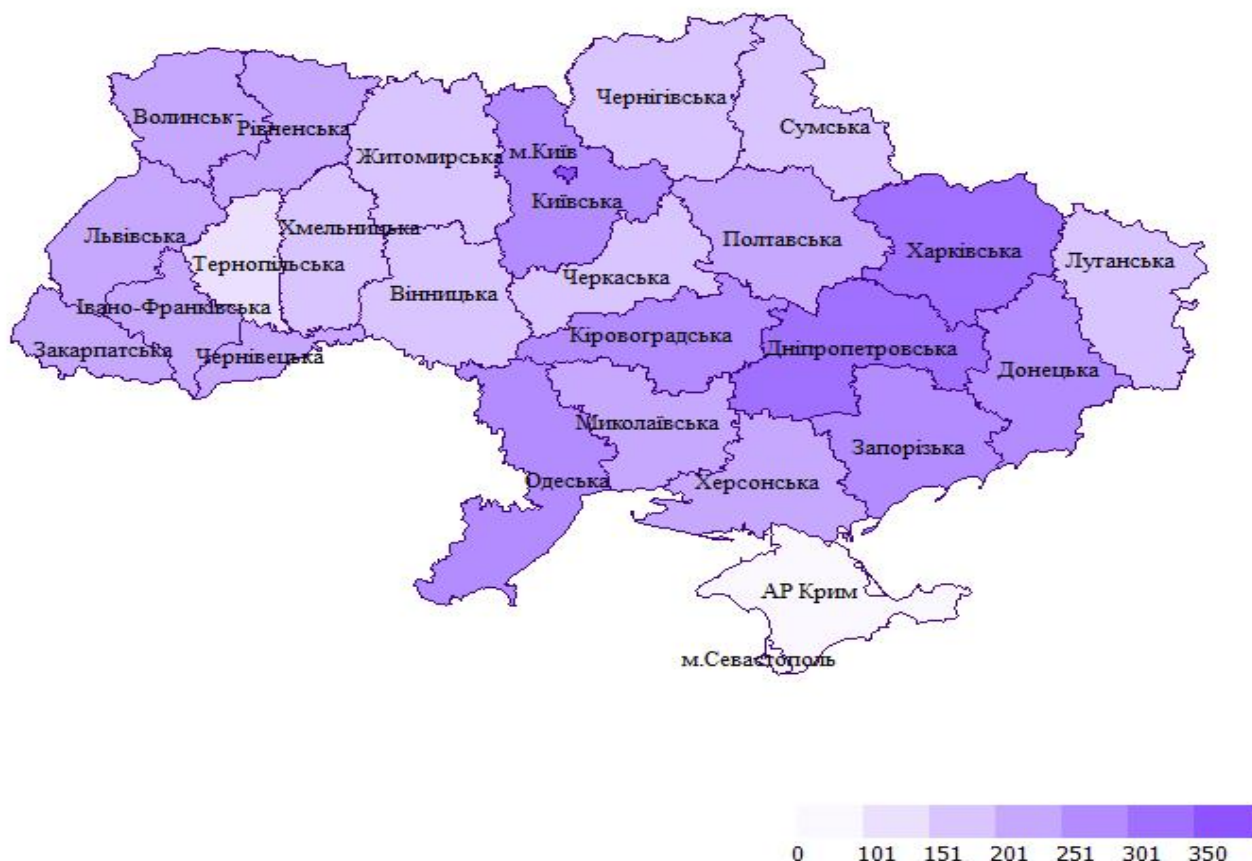 Чернігівська
Волинськ
Рівненська
Сумська
Житомирська
м.Київ
Київська
Львівська
Хмельницька
Полтавська
Харківська
Луганська
Тернопільська
Черкаська
Вінницька
Івано-Франківська
Кіровоградська
Закарпатська
Чернівецька
Дніпропетровська
Донецька
Миколаївська
Запорізька
Одеська
Херсонська
АР Крим
м.Севастополь
0 101 151 201 251 301 350